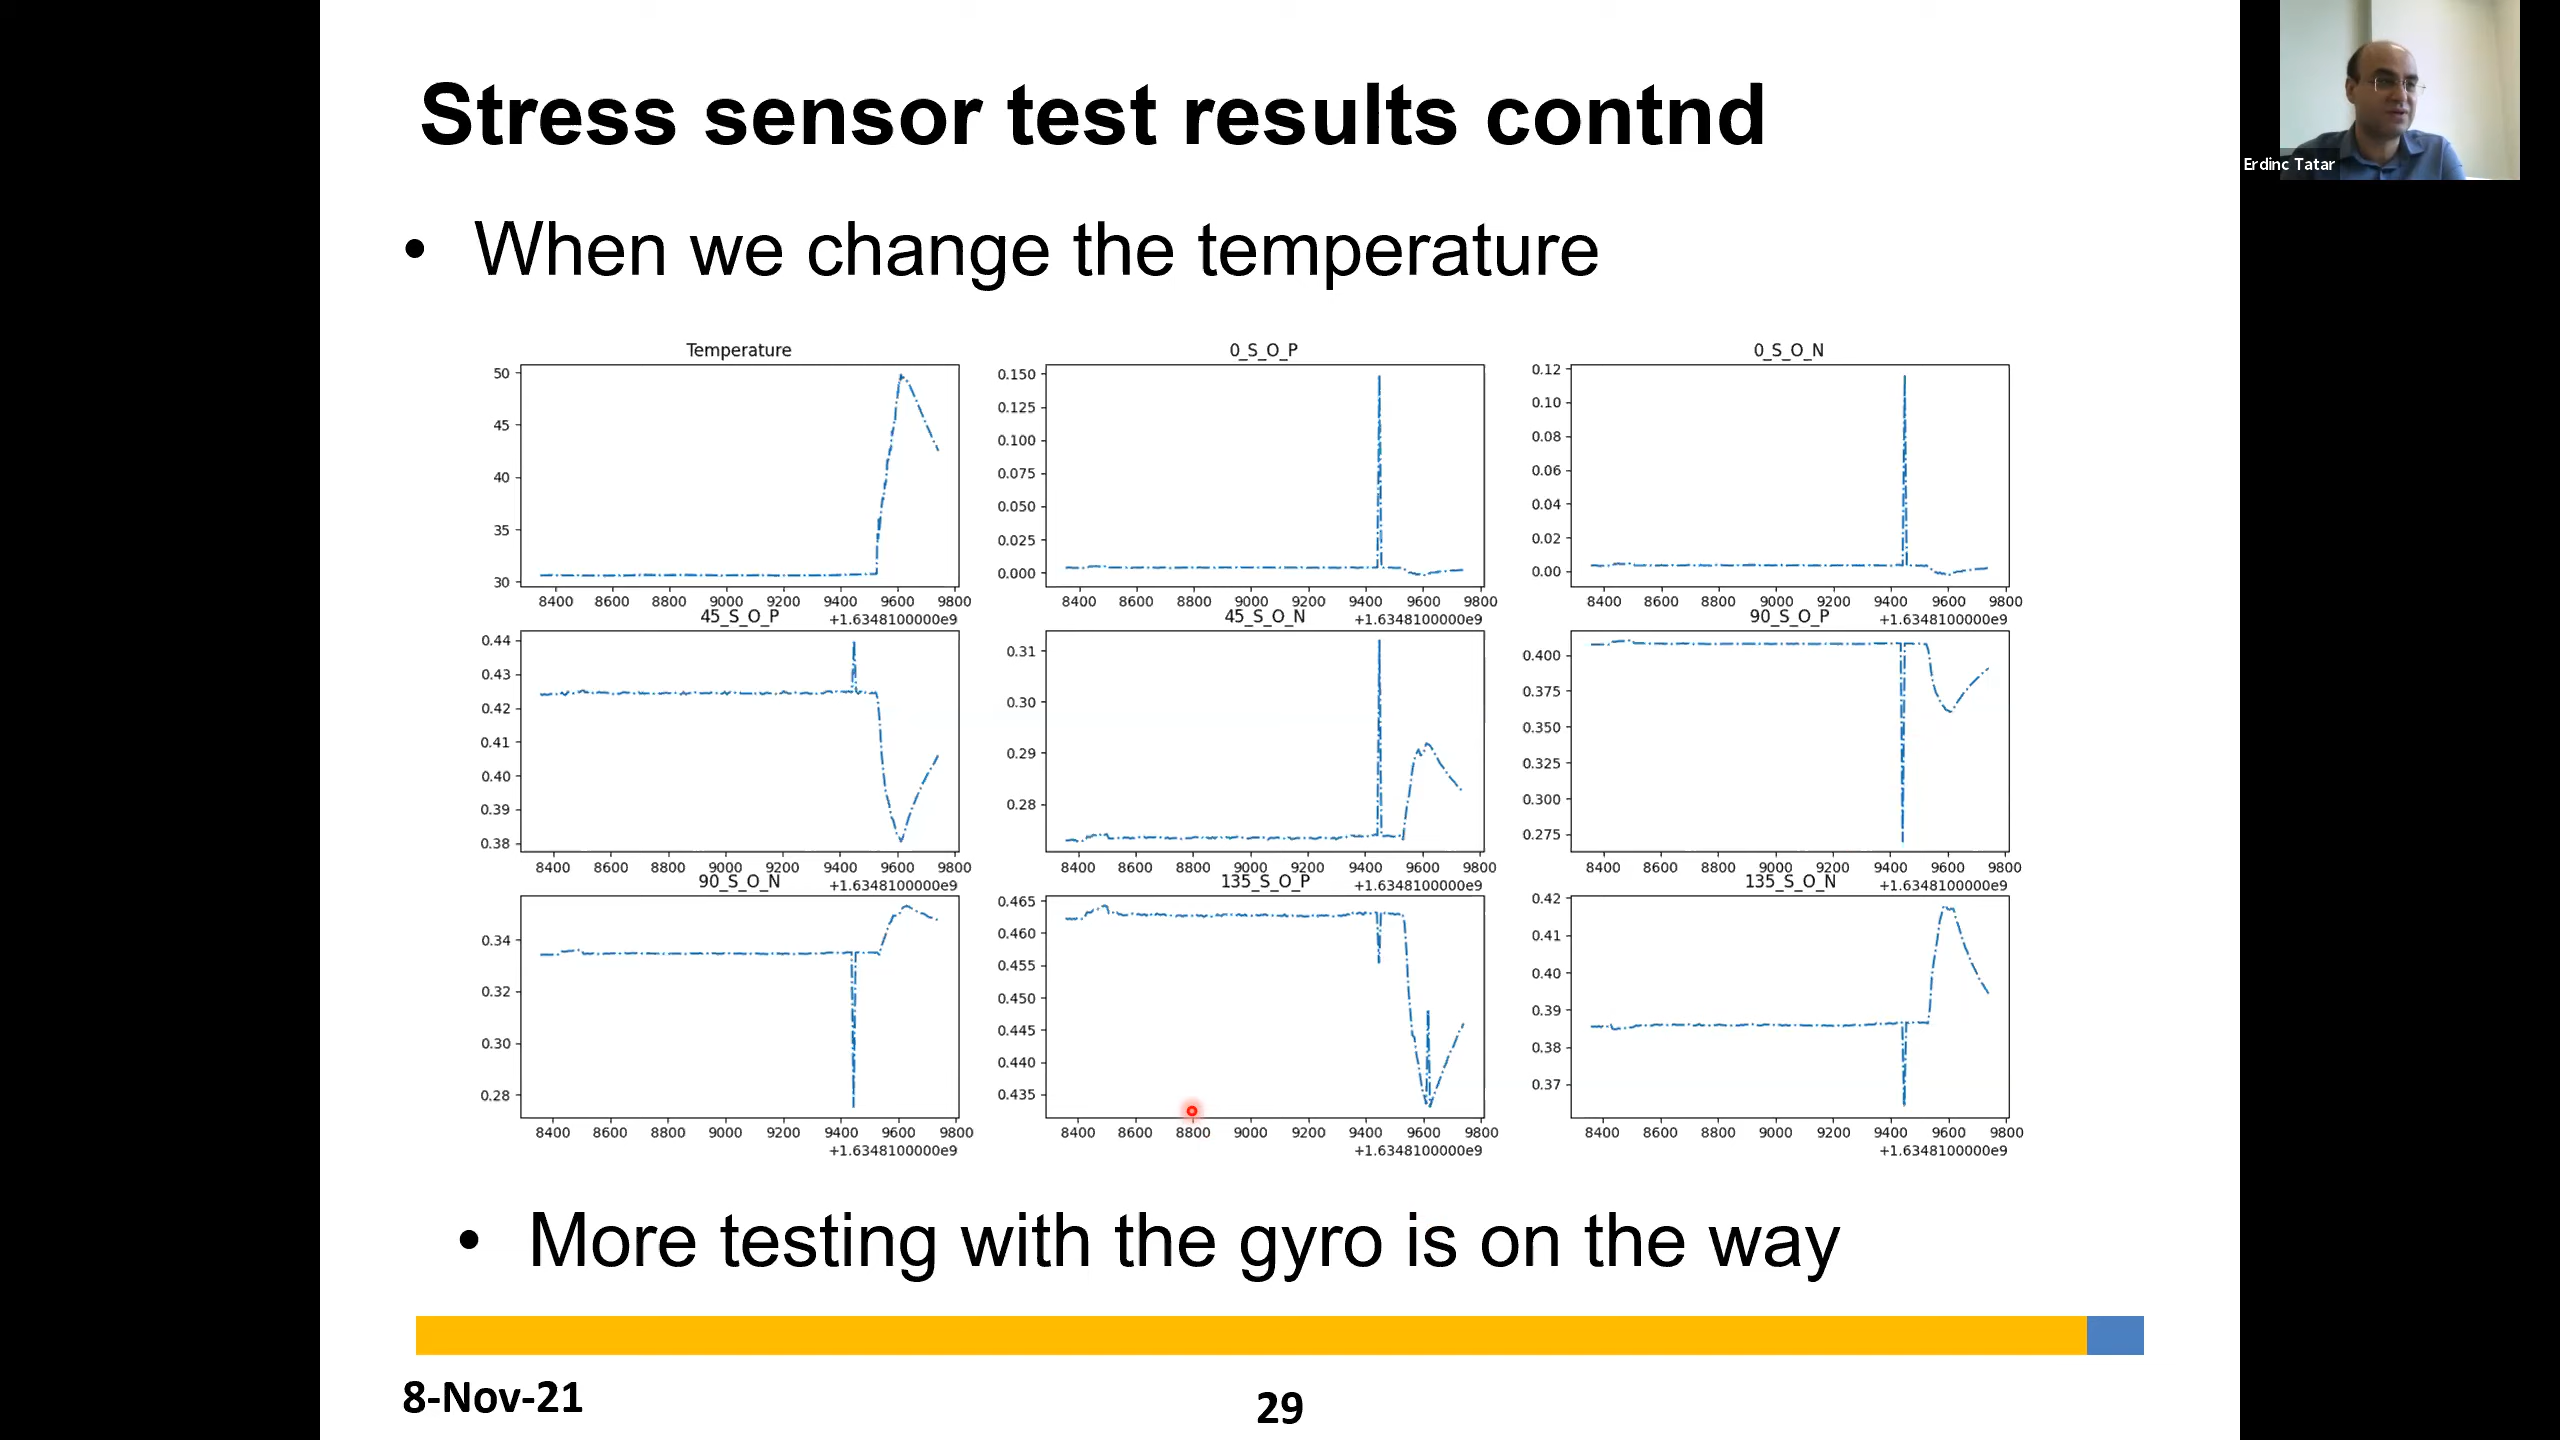 Stress sensor test results contnd
Erdinc Tatar
• When we change the temperature
Temperature
50
45
40
35
30
8400 8600 8800 9000 9200 9400 9600 9800
+1.6348100000e9
0_S_O_P
0.150
0.125
0.100
0.075
0.050
0.025
0.000
8400 8600 8800 9000 9200 9400 9600 9800
+1.6348100000e9
0_S_O_N
0.12
0.10
0.08
0.06
0.04
0.02
0.00
8400 8600 8800 9000 9200 9400 9600 9800
+1.6348100000e9
45_S_O_P
0.44
0.43
0.42
0.41
0.40
0.39
0.38
8400 8600 8800 9000 9200 9400 9600 9800
+1.6348100000e9
45_S_O_N
0.31
0.30
0.29
0.28
8400 8600 8800 9000 9200 9400 9600 9800
+1.6348100000e9
90_S_O_P
0.400
0.375
0.350
0.325
0.300
0.275
8400 8600 8800 9000 9200 9400 9600 9800
+1.6348100000e9
90_S_O_N
0.34
0.32
0.30
0.28
8400 8600 8800 9000 9200 9400 9600 9800
+1.6348100000e9
135_S_O_P
0.465
0.460
0.455
0.450
0.445
0.440
0.435
8400 8600 8800 9000 9200 9400 9600 9800
+1.6348100000e9
135_S_O_N
0.42
0.41
0.40
0.39
0.38
0.37
8400 8600 8800 9000 9200 9400 9600 9800
+1.6348100000e9
• More testing with the gyro is on the way
8-Nov-21
29